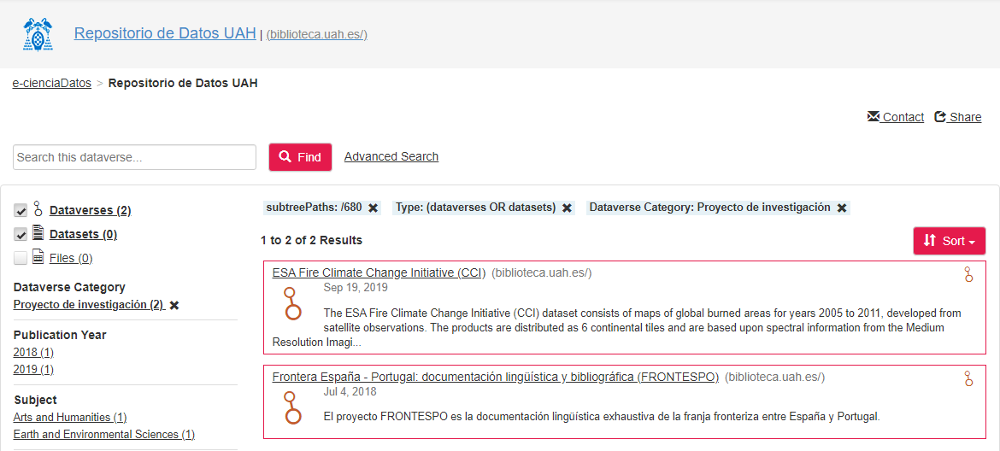 Repositorio de Datos UAH | (biblioteca.uah.es/)
e-cienciaDatos > Repositorio de Datos UAH
Contact Share
Search this dataverse... Find Advanced Search
Dataverses (2)
Datasets (0)
Files (0)
Dataverse Category
Proyecto de investigación (2)
Publication Year
2018 (1)
2019 (1)
Subject
Arts and Humanities (1)
Earth and Environmental Sciences (1)
subtreePaths: /680 Type: (dataverses OR datasets) Dataverse Category: Proyecto de investigación
1 to 2 of 2 Results
Sort
ESA Fire Climate Change Initiative (CCI) (biblioteca.uah.es/)
Sep 19, 2019
The ESA Fire Climate Change Initiative (CCI) dataset consists of maps of global burned areas for years 2005 to 2011, developed from
satellite observations. The products are distributed as 6 continental tiles and are based upon spectral information from the Medium
Resolution Imagi...
Frontera España - Portugal: documentación lingüística y bibliográfica (FRONTESPO) (biblioteca.uah.es/)
Jul 4, 2018
El proyecto FRONTESPO es la documentación lingüística exhaustiva de la franja fronteriza entre España y Portugal.